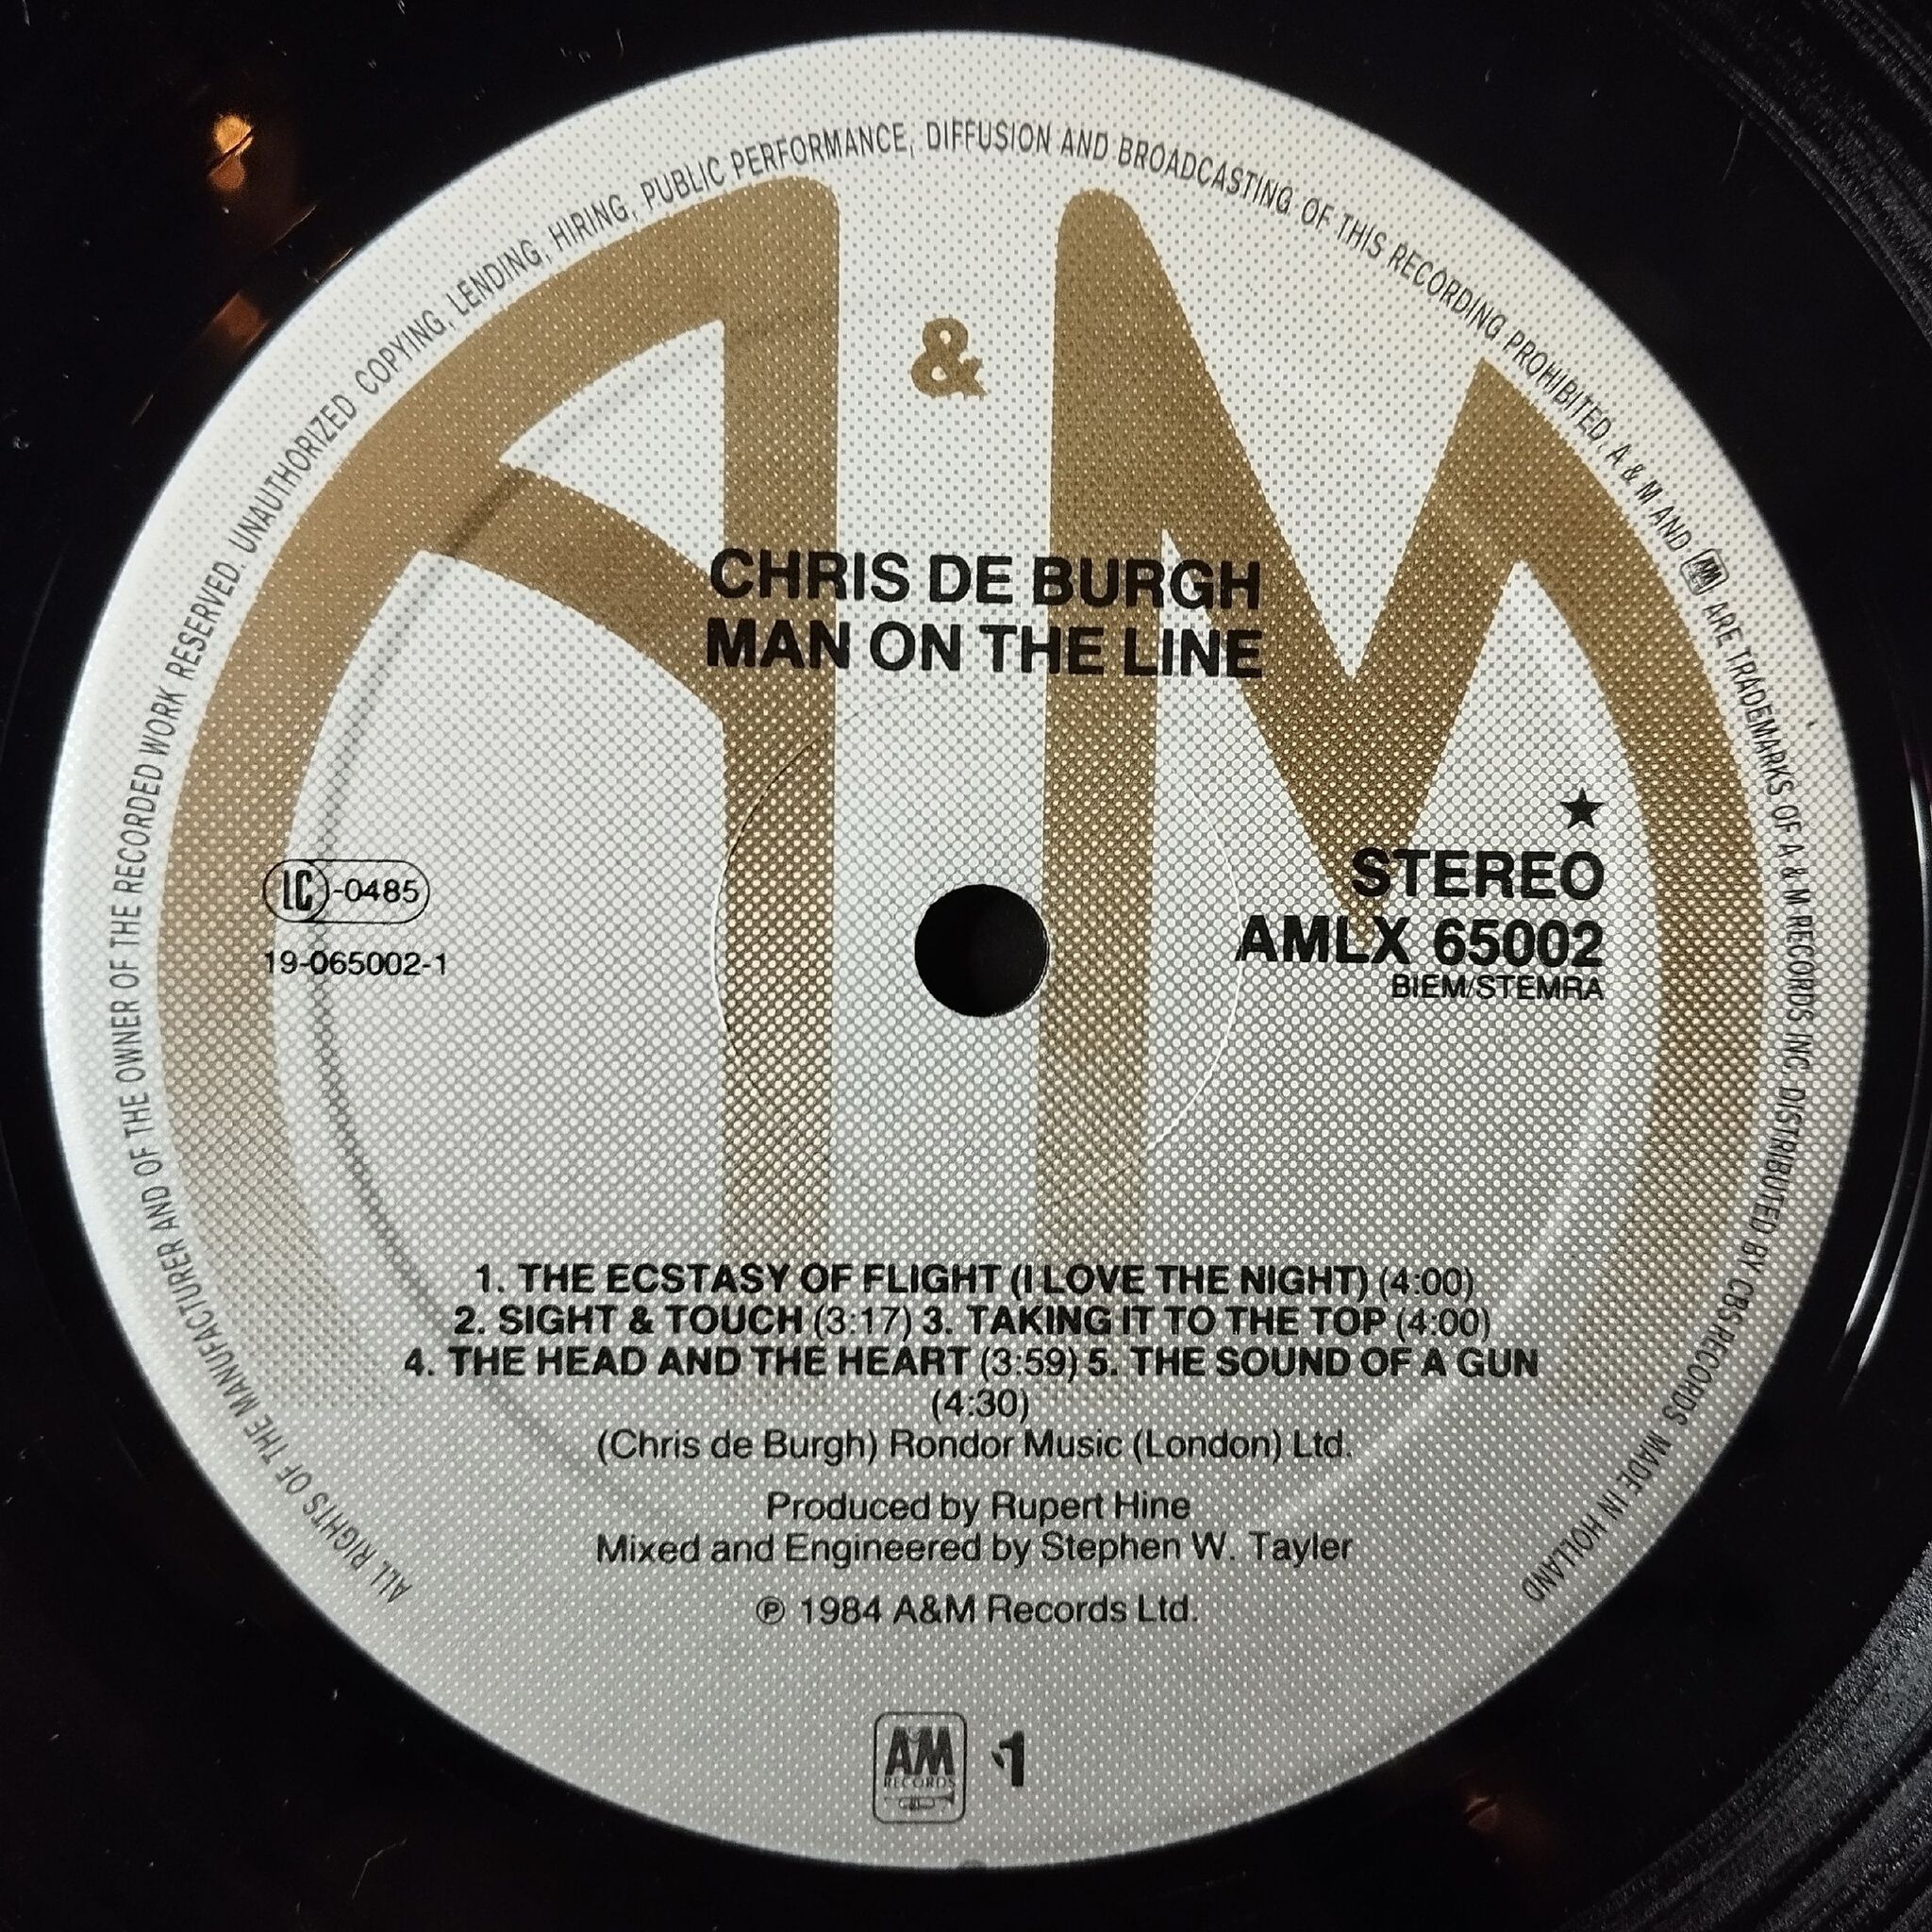 ALL RIGHTS OF THE MANUFACTURER AND OF THE OWNER OF THE RECORDED WORK RESERVED. UNAUTHORIZED COPYING, LENDING, HIRING, PUBLIC PERFORMANCE, DIFFUSION AND BROADCASTING OF THIS RECORDING PROHIBITED. A & M AND AM ARE TRADEMARKS OF A & M RECORDS INC. DISTRIBUTED BY CBS RECORDS MADE IN HOLLAND
A & M
CHRIS DE BURGH
MAN ON THE LINE
LC-0485
19-065002-1
★
STEREO
AMLX 65002
BIEM/STEMRA
1. THE ECSTASY OF FLIGHT (I LOVE THE NIGHT) (4:00)
2. SIGHT & TOUCH (3:17) 3. TAKING IT TO THE TOP (4:00)
4. THE HEAD AND THE HEART (3:59) 5. THE SOUND OF A GUN
(4:30)
(Chris de Burgh) Rondor Music (London) Ltd.
Produced by Rupert Hine
Mixed and Engineered by Stephen W. Tayler
℗ 1984 A&M Records Ltd.
AM
RECORDS
1